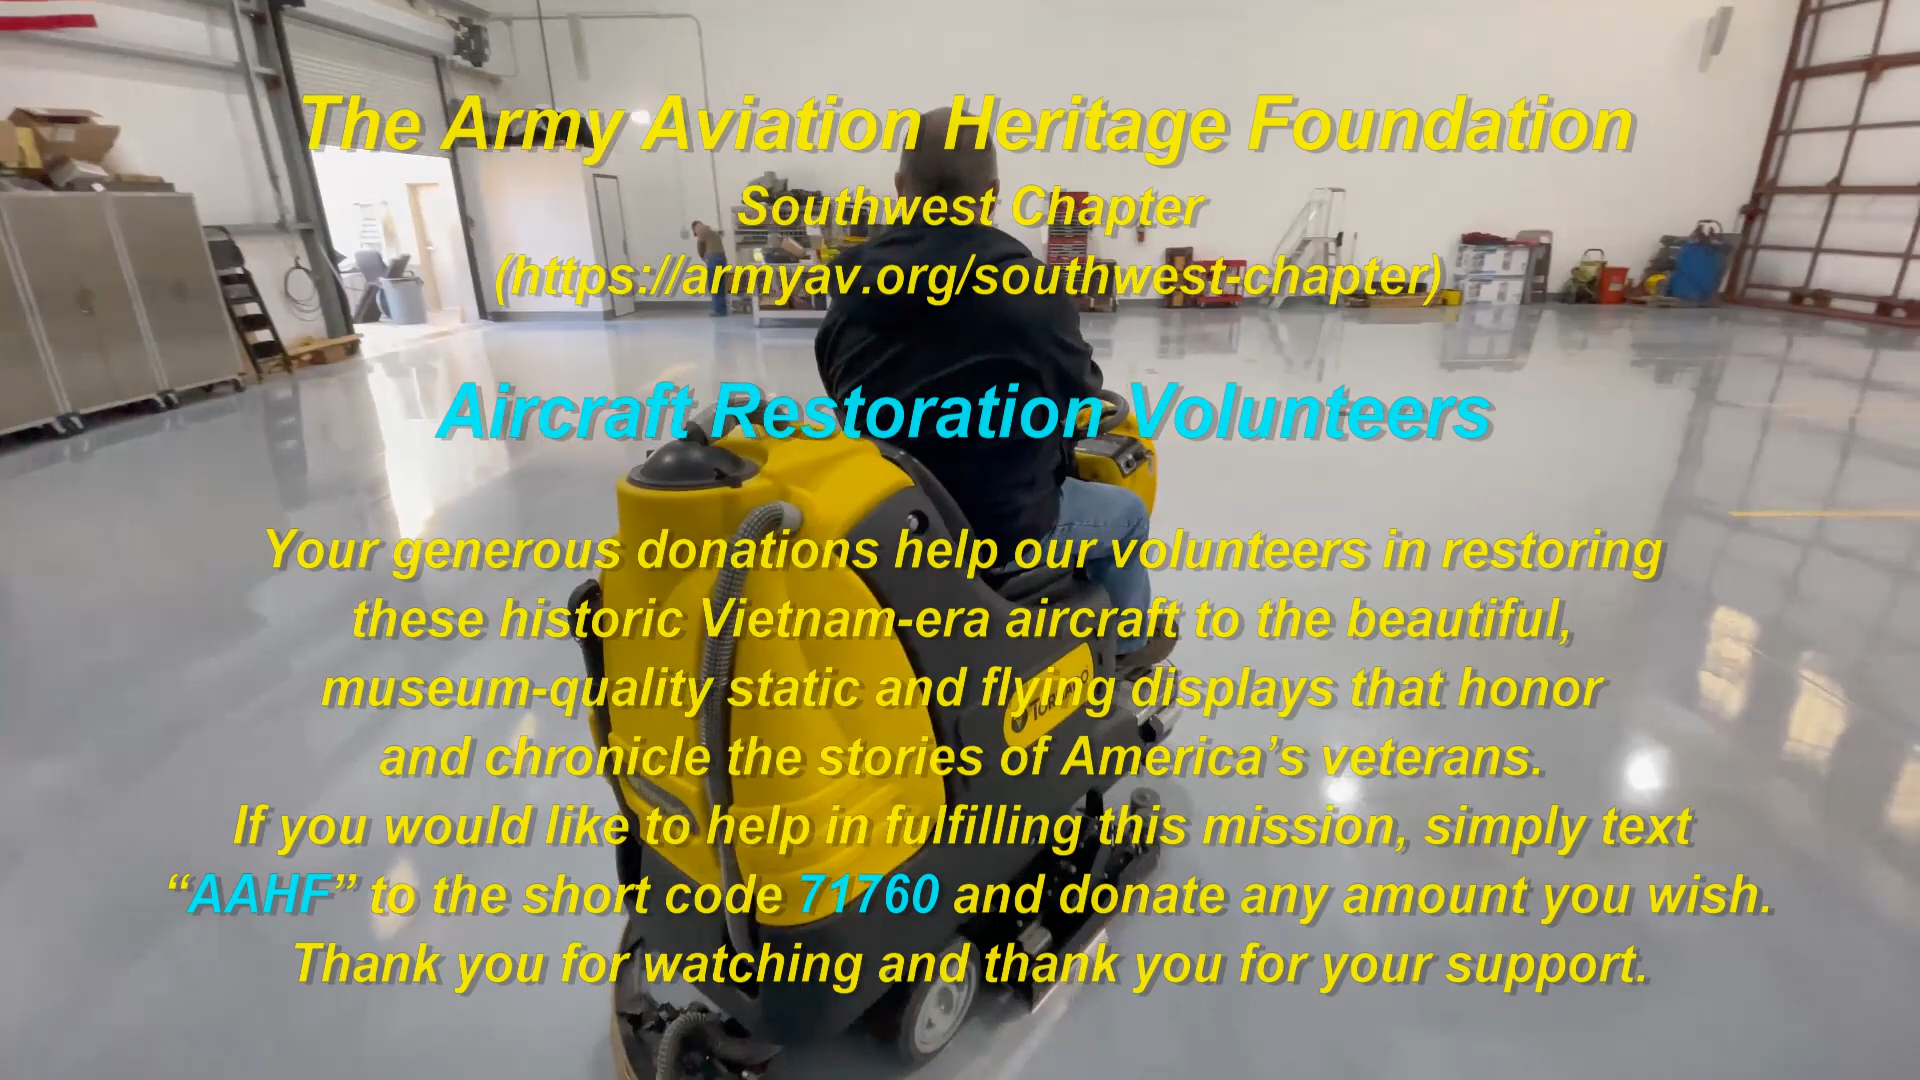 The Army Aviation Heritage Foundation
Southwest Chapter
(https://armyav.org/southwest-chapter)
Aircraft Restoration Volunteers
Your generous donations help our volunteers in restoring
these historic Vietnam-era aircraft to the beautiful,
museum-quality static and flying displays that honor
and chronicle the stories of America’s veterans.
If you would like to help in fulfilling this mission, simply text
“AAHF” to the short code 71760 and donate any amount you wish.
Thank you for watching and thank you for your support.
TORNADO